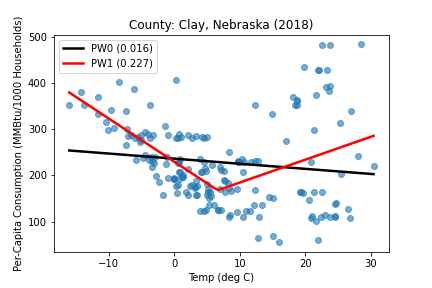 County: Clay, Nebraska (2018)
PW0 (0.016)
PW1 (0.227)
Per-Capita Consumption (MMBtu/1000 Households)
500
400
300
200
100
−10 0 10 20 30
Temp (deg C)